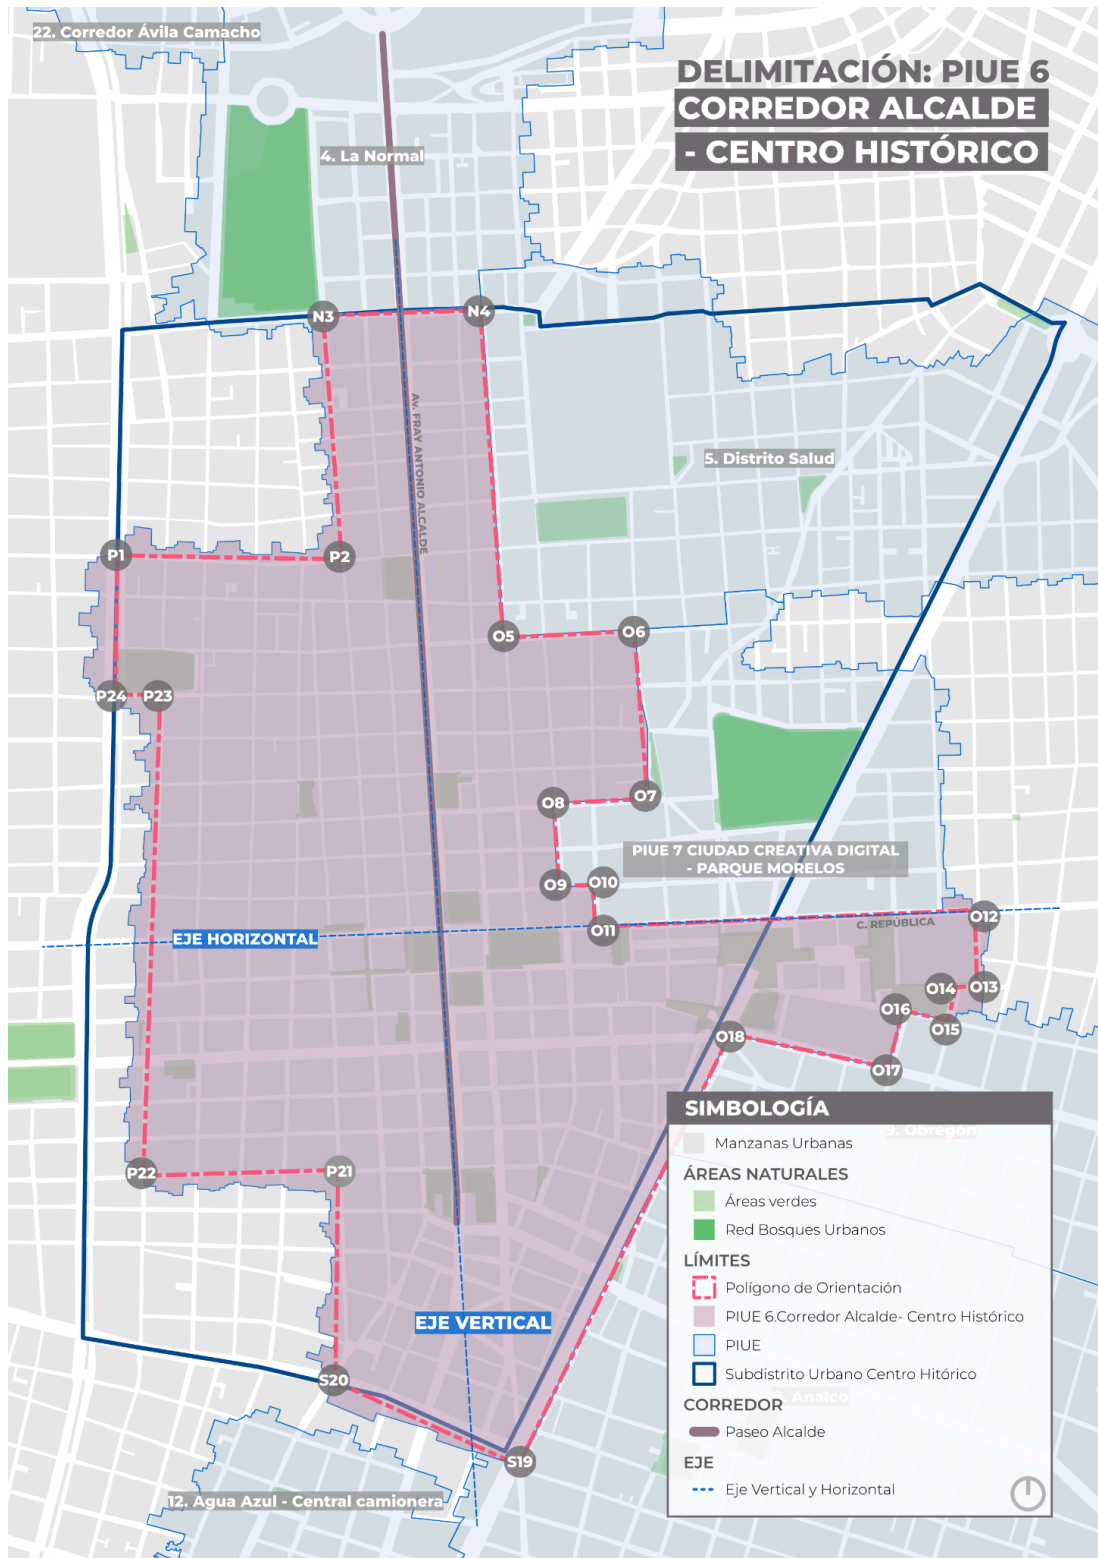 22. Corredor Ávila Camacho
DELIMITACIÓN: PIUE 6
CORREDOR ALCALDE
- CENTRO HISTÓRICO
4. La Normal
N3
N4
Av. FRAY ANTONIO ALCALDE
5. Distrito Salud
P1
P2
O5
O6
P24
P23
O7
O8
PIUE 7 CIUDAD CREATIVA DIGITAL
- PARQUE MORELOS
O9
O10
O11
O12
C. REPÚBLICA
EJE HORIZONTAL
O13
O14
O15
O16
O17
O18
SIMBOLOGÍA
9. Obregón
Manzanas Urbanas
ÁREAS NATURALES
Áreas verdes
Red Bosques Urbanos
LÍMITES
Polígono de Orientación
PIUE 6.Corredor Alcalde- Centro Histórico
PIUE
Subdistrito Urbano Centro Hitórico
8. Analco
CORREDOR
Paseo Alcalde
EJE
Eje Vertical y Horizontal
P22
P21
EJE VERTICAL
S20
S19
12. Agua Azul - Central camionera